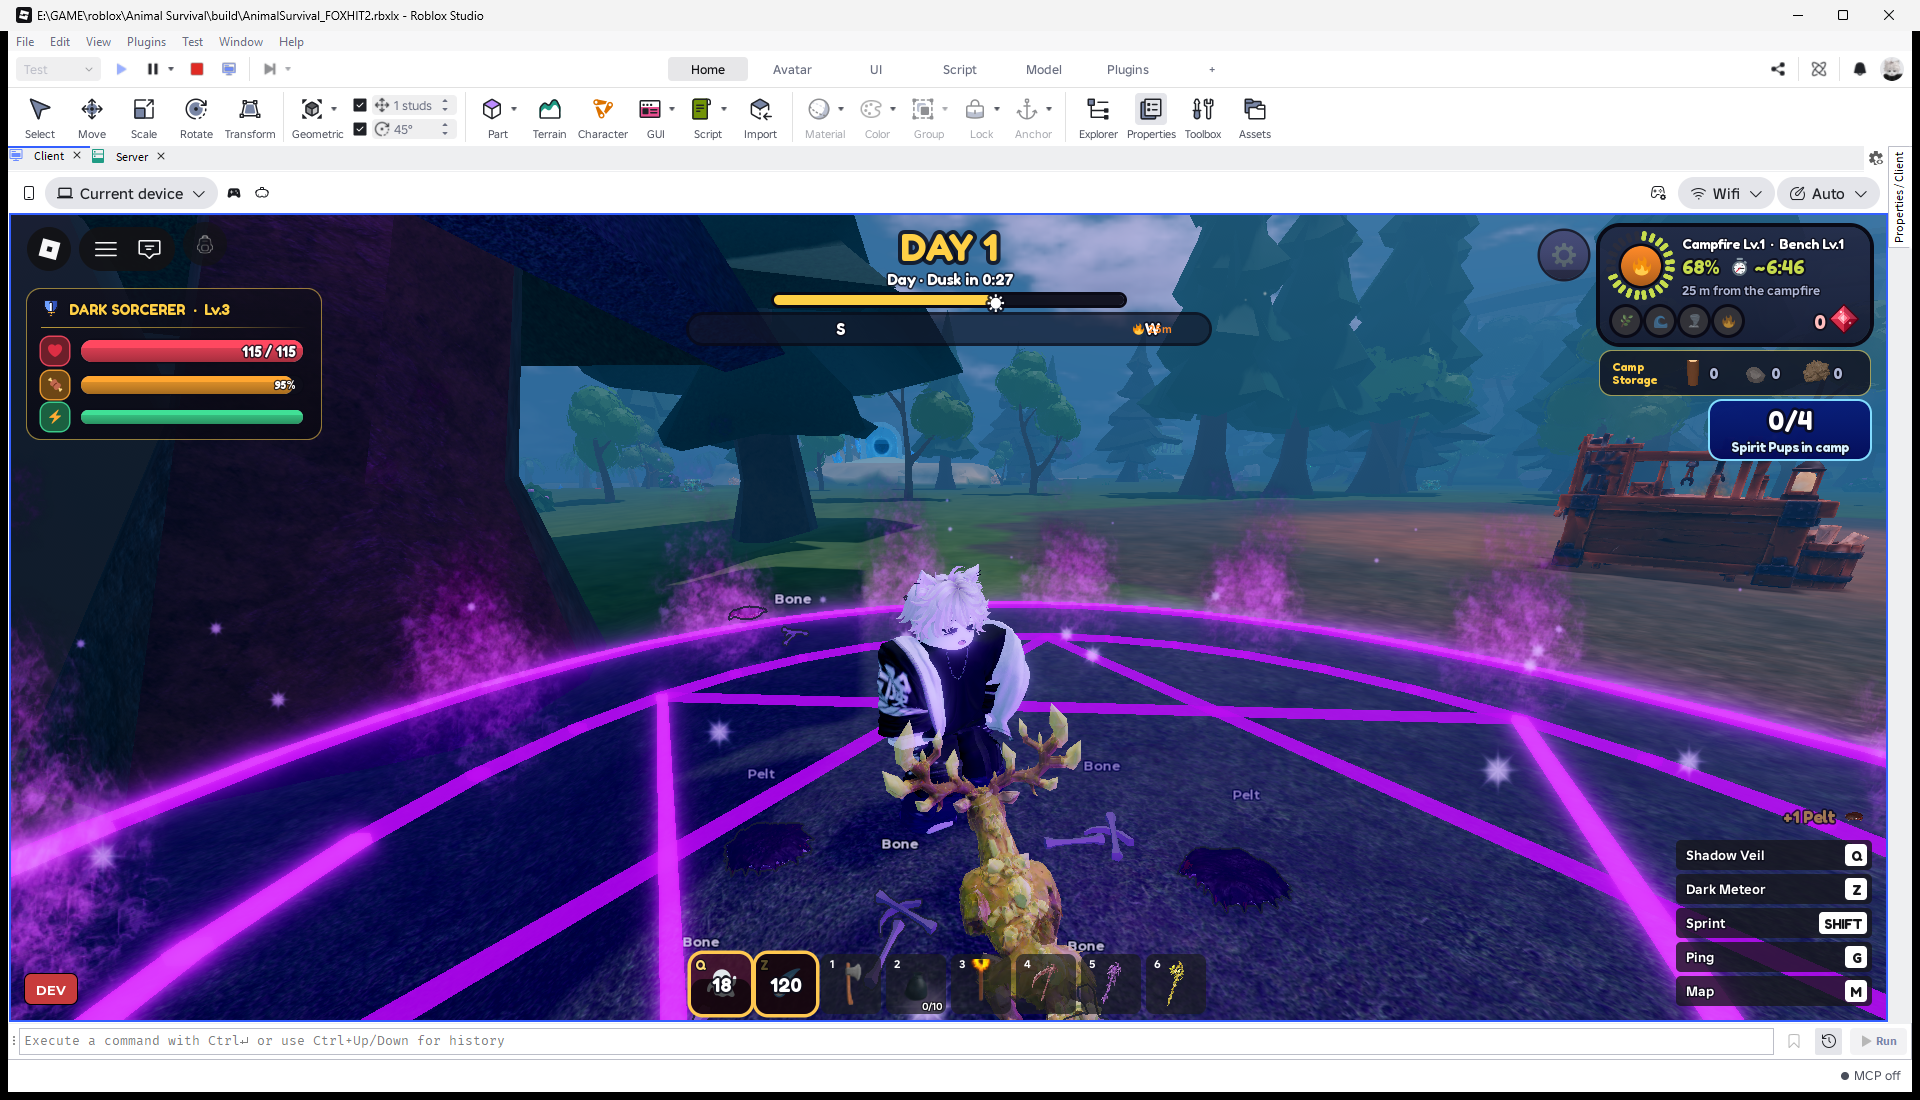 E:\GAME\roblox\Animal Survival\build\AnimalSurvival_FOXHIT2.rbxlx - Roblox Studio
File Edit View Plugins Test Window Help
Test
Home Avatar UI Script Model Plugins +
1 studs
45°
Select Move Scale Rotate Transform Geometric Part Terrain Character GUI Script Import Material Color Group Lock Anchor Explorer Properties Toolbox Assets
Client Server
Properties / Client
Current device
Wifi Auto
DAY 1
Day · Dusk in 0:27
S W
DARK SORCERER · Lv.3
115 / 115
95%
Campfire Lv.1 · Bench Lv.1
68% ~6:46
25 m from the campfire
0
Camp Storage 0 0 0
0/4
Spirit Pups in camp
Bone
Pelt
Bone
Pelt
Bone
Bone
Bone
+1 Pelt
Shadow Veil Q
Dark Meteor Z
Sprint SHIFT
Ping G
Map M
DEV
Q 18
Z 120
1
2 0/10
3
4
5
6
Execute a command with Ctrl↵ or use Ctrl+Up/Down for history
Run
MCP off